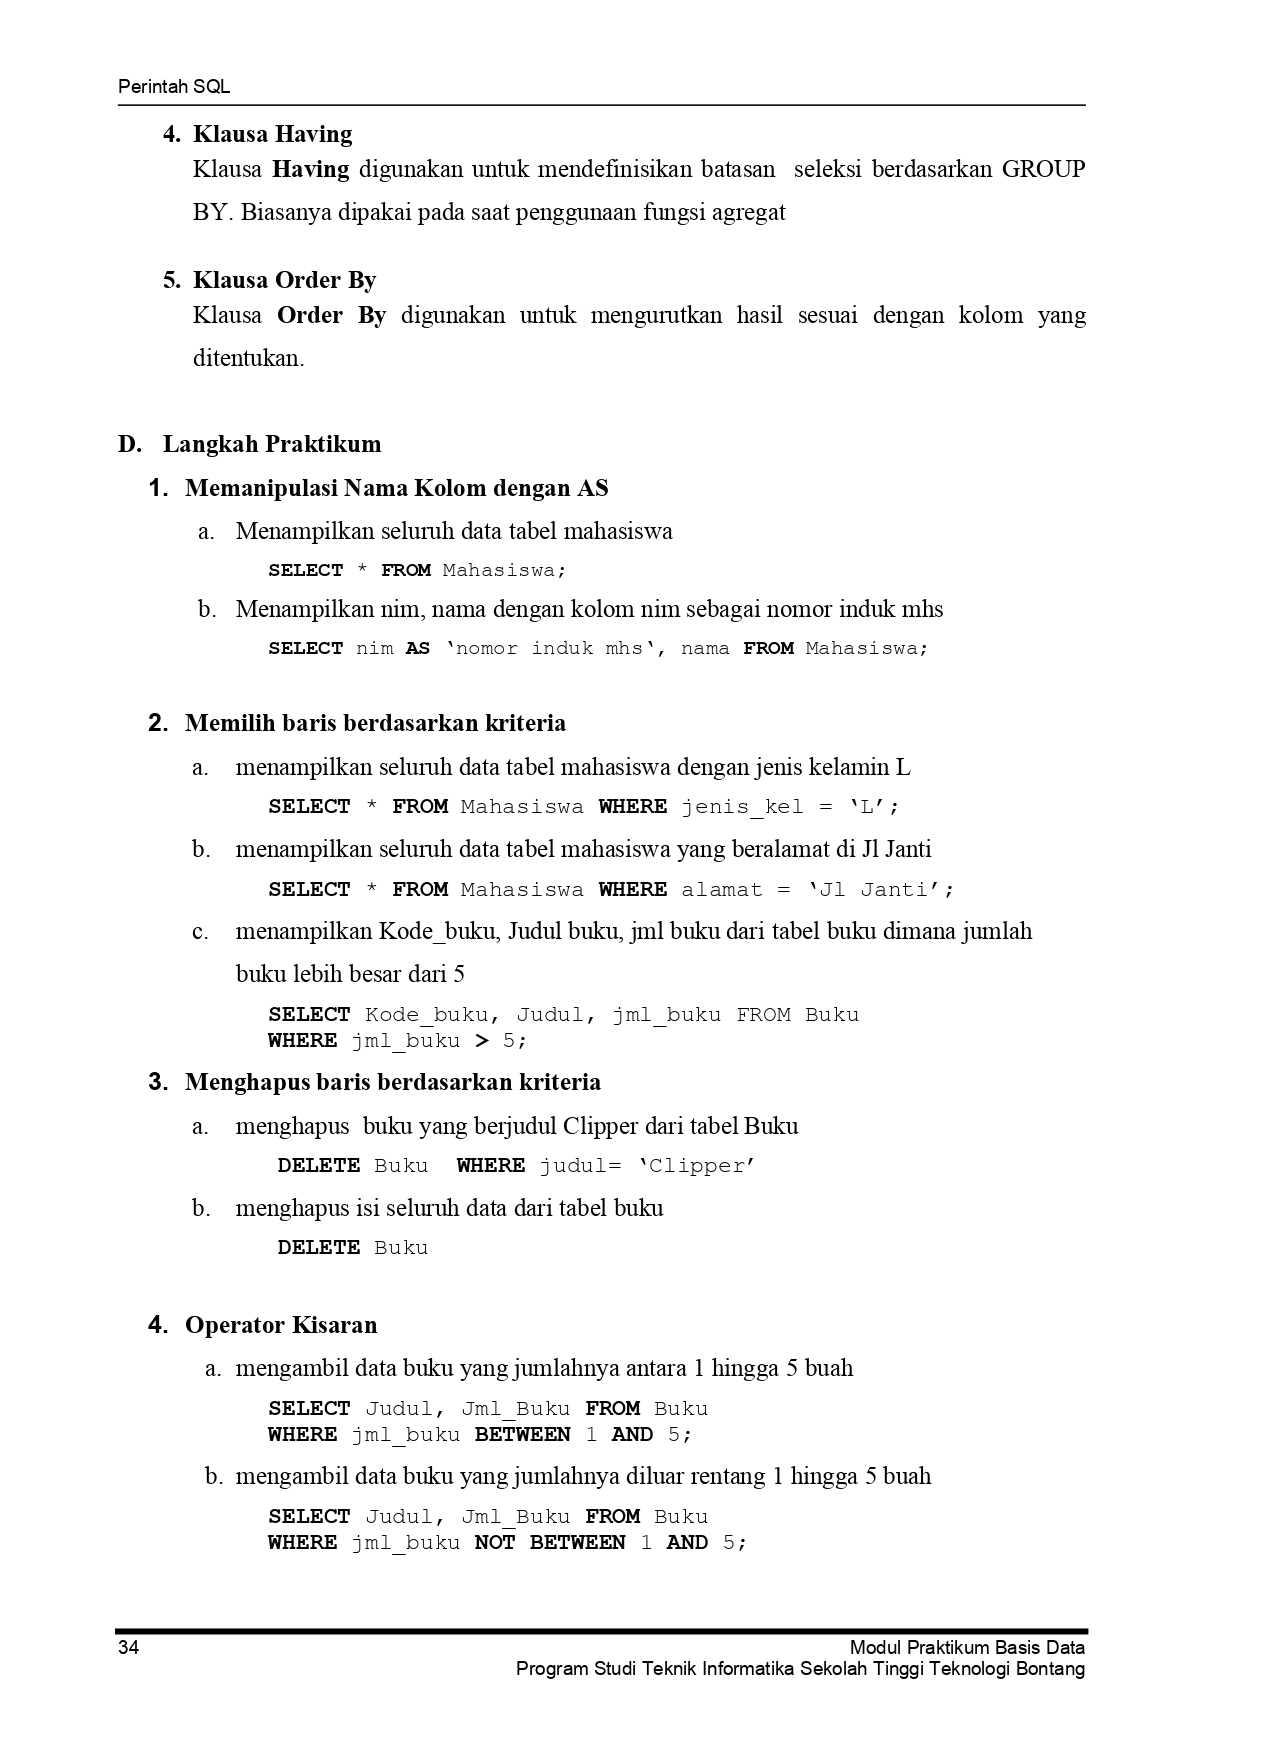 Perintah SQL
4. Klausa Having
Klausa Having digunakan untuk mendefinisikan batasan  seleksi berdasarkan GROUP
BY. Biasanya dipakai pada saat penggunaan fungsi agregat
5. Klausa Order By
Klausa Order By digunakan untuk mengurutkan hasil sesuai dengan kolom yang
ditentukan.
D. Langkah Praktikum
1. Memanipulasi Nama Kolom dengan AS
a. Menampilkan seluruh data tabel mahasiswa
SELECT * FROM Mahasiswa;
b. Menampilkan nim, nama dengan kolom nim sebagai nomor induk mhs
SELECT nim AS ‘nomor induk mhs‘, nama FROM Mahasiswa;
2. Memilih baris berdasarkan kriteria
a. menampilkan seluruh data tabel mahasiswa dengan jenis kelamin L
SELECT * FROM Mahasiswa WHERE jenis_kel = ‘L’;
b. menampilkan seluruh data tabel mahasiswa yang beralamat di Jl Janti
SELECT * FROM Mahasiswa WHERE alamat = ‘Jl Janti’;
c. menampilkan Kode_buku, Judul buku, jml buku dari tabel buku dimana jumlah
buku lebih besar dari 5
SELECT Kode_buku, Judul, jml_buku FROM Buku
WHERE jml_buku > 5;
3. Menghapus baris berdasarkan kriteria
a. menghapus  buku yang berjudul Clipper dari tabel Buku
DELETE Buku  WHERE judul= ‘Clipper’
b. menghapus isi seluruh data dari tabel buku
DELETE Buku
4. Operator Kisaran
a. mengambil data buku yang jumlahnya antara 1 hingga 5 buah
SELECT Judul, Jml_Buku FROM Buku
WHERE jml_buku BETWEEN 1 AND 5;
b. mengambil data buku yang jumlahnya diluar rentang 1 hingga 5 buah
SELECT Judul, Jml_Buku FROM Buku
WHERE jml_buku NOT BETWEEN 1 AND 5;
34 Modul Praktikum Basis Data
Program Studi Teknik Informatika Sekolah Tinggi Teknologi Bontang